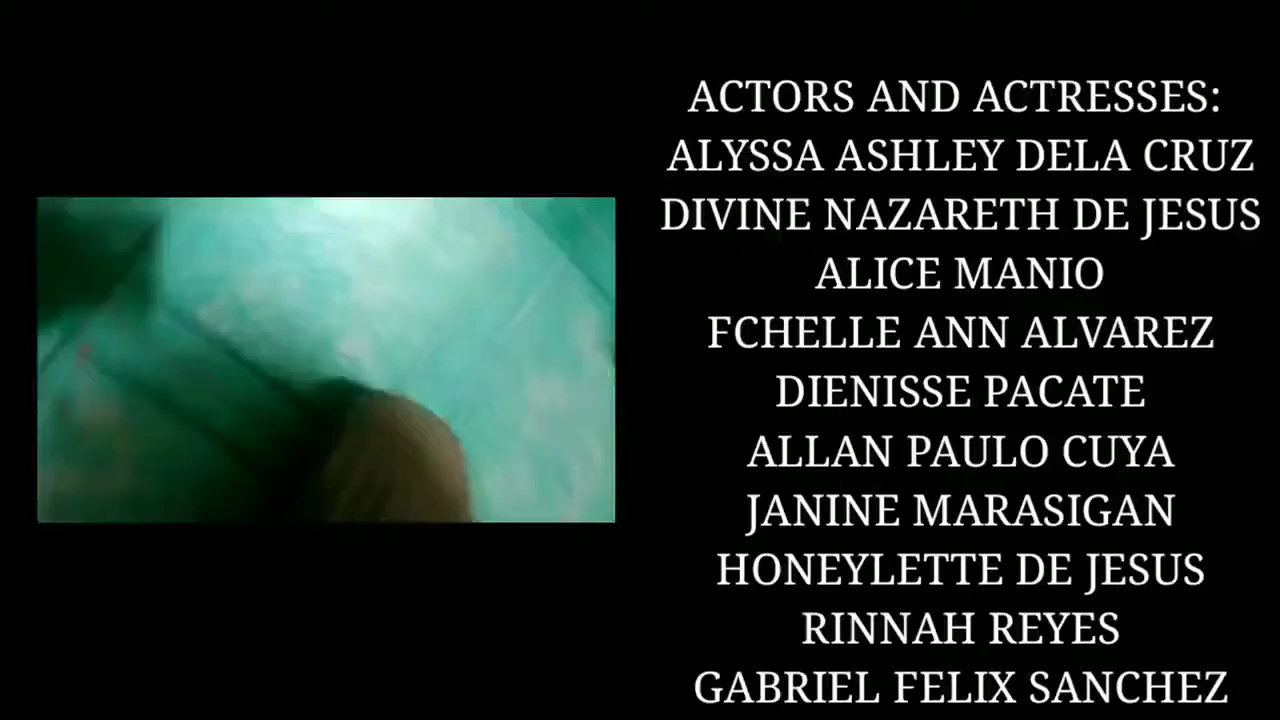 ACTORS AND ACTRESSES:
ALYSSA ASHLEY DELA CRUZ
DIVINE NAZARETH DE JESUS
ALICE MANIO
FCHELLE ANN ALVAREZ
DIENISSE PACATE
ALLAN PAULO CUYA
JANINE MARASIGAN
HONEYLETTE DE JESUS
RINNAH REYES
GABRIEL FELIX SANCHEZ